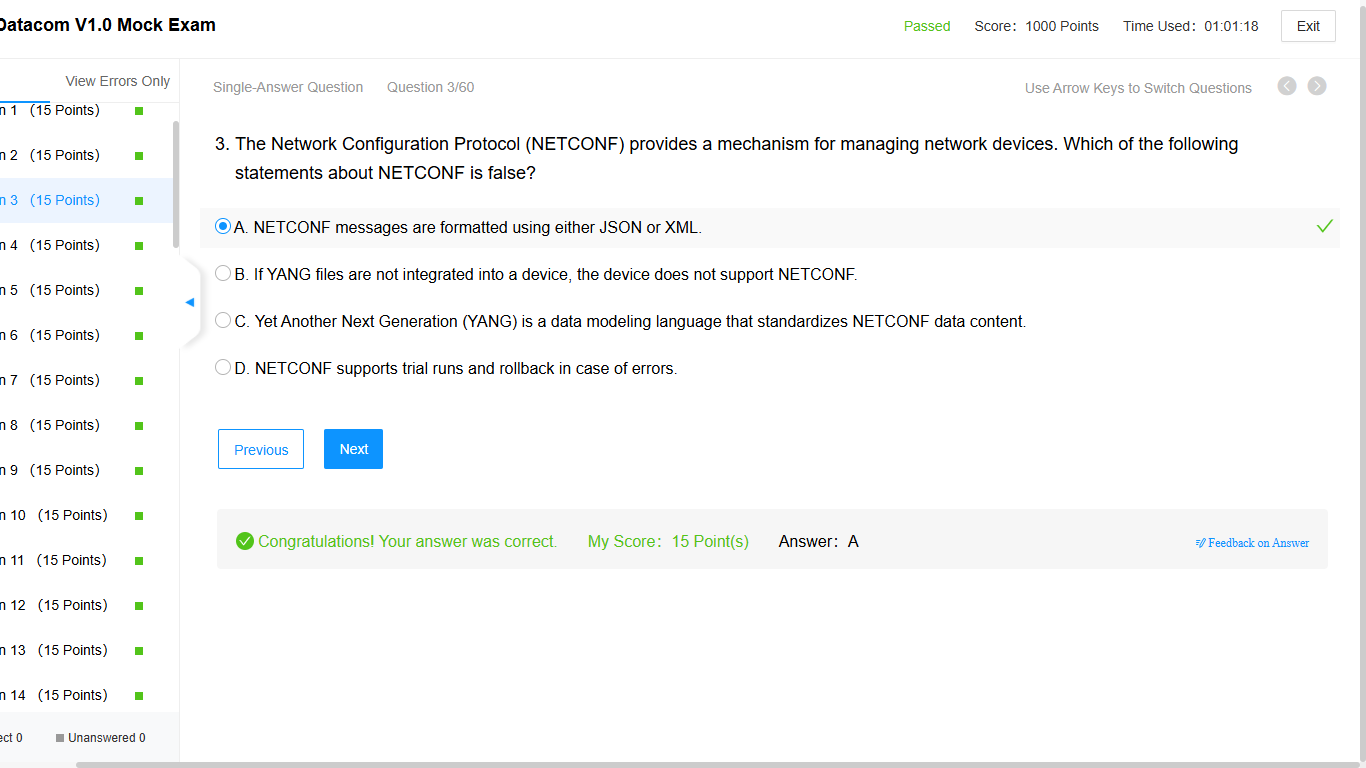 Datacom V1.0 Mock Exam
Passed Score: 1000 Points Time Used: 01:01:18 Exit
View Errors Only
Single-Answer Question Question 3/60 Use Arrow Keys to Switch Questions
n 1 (15 Points)
n 2 (15 Points)
n 3 (15 Points)
n 4 (15 Points)
n 5 (15 Points)
n 6 (15 Points)
n 7 (15 Points)
n 8 (15 Points)
n 9 (15 Points)
n 10 (15 Points)
n 11 (15 Points)
n 12 (15 Points)
n 13 (15 Points)
n 14 (15 Points)
ect 0 Unanswered 0
3. The Network Configuration Protocol (NETCONF) provides a mechanism for managing network devices. Which of the following
statements about NETCONF is false?
A. NETCONF messages are formatted using either JSON or XML.
B. If YANG files are not integrated into a device, the device does not support NETCONF.
C. Yet Another Next Generation (YANG) is a data modeling language that standardizes NETCONF data content.
D. NETCONF supports trial runs and rollback in case of errors.
Previous Next
Congratulations! Your answer was correct. My Score: 15 Point(s) Answer: A Feedback on Answer